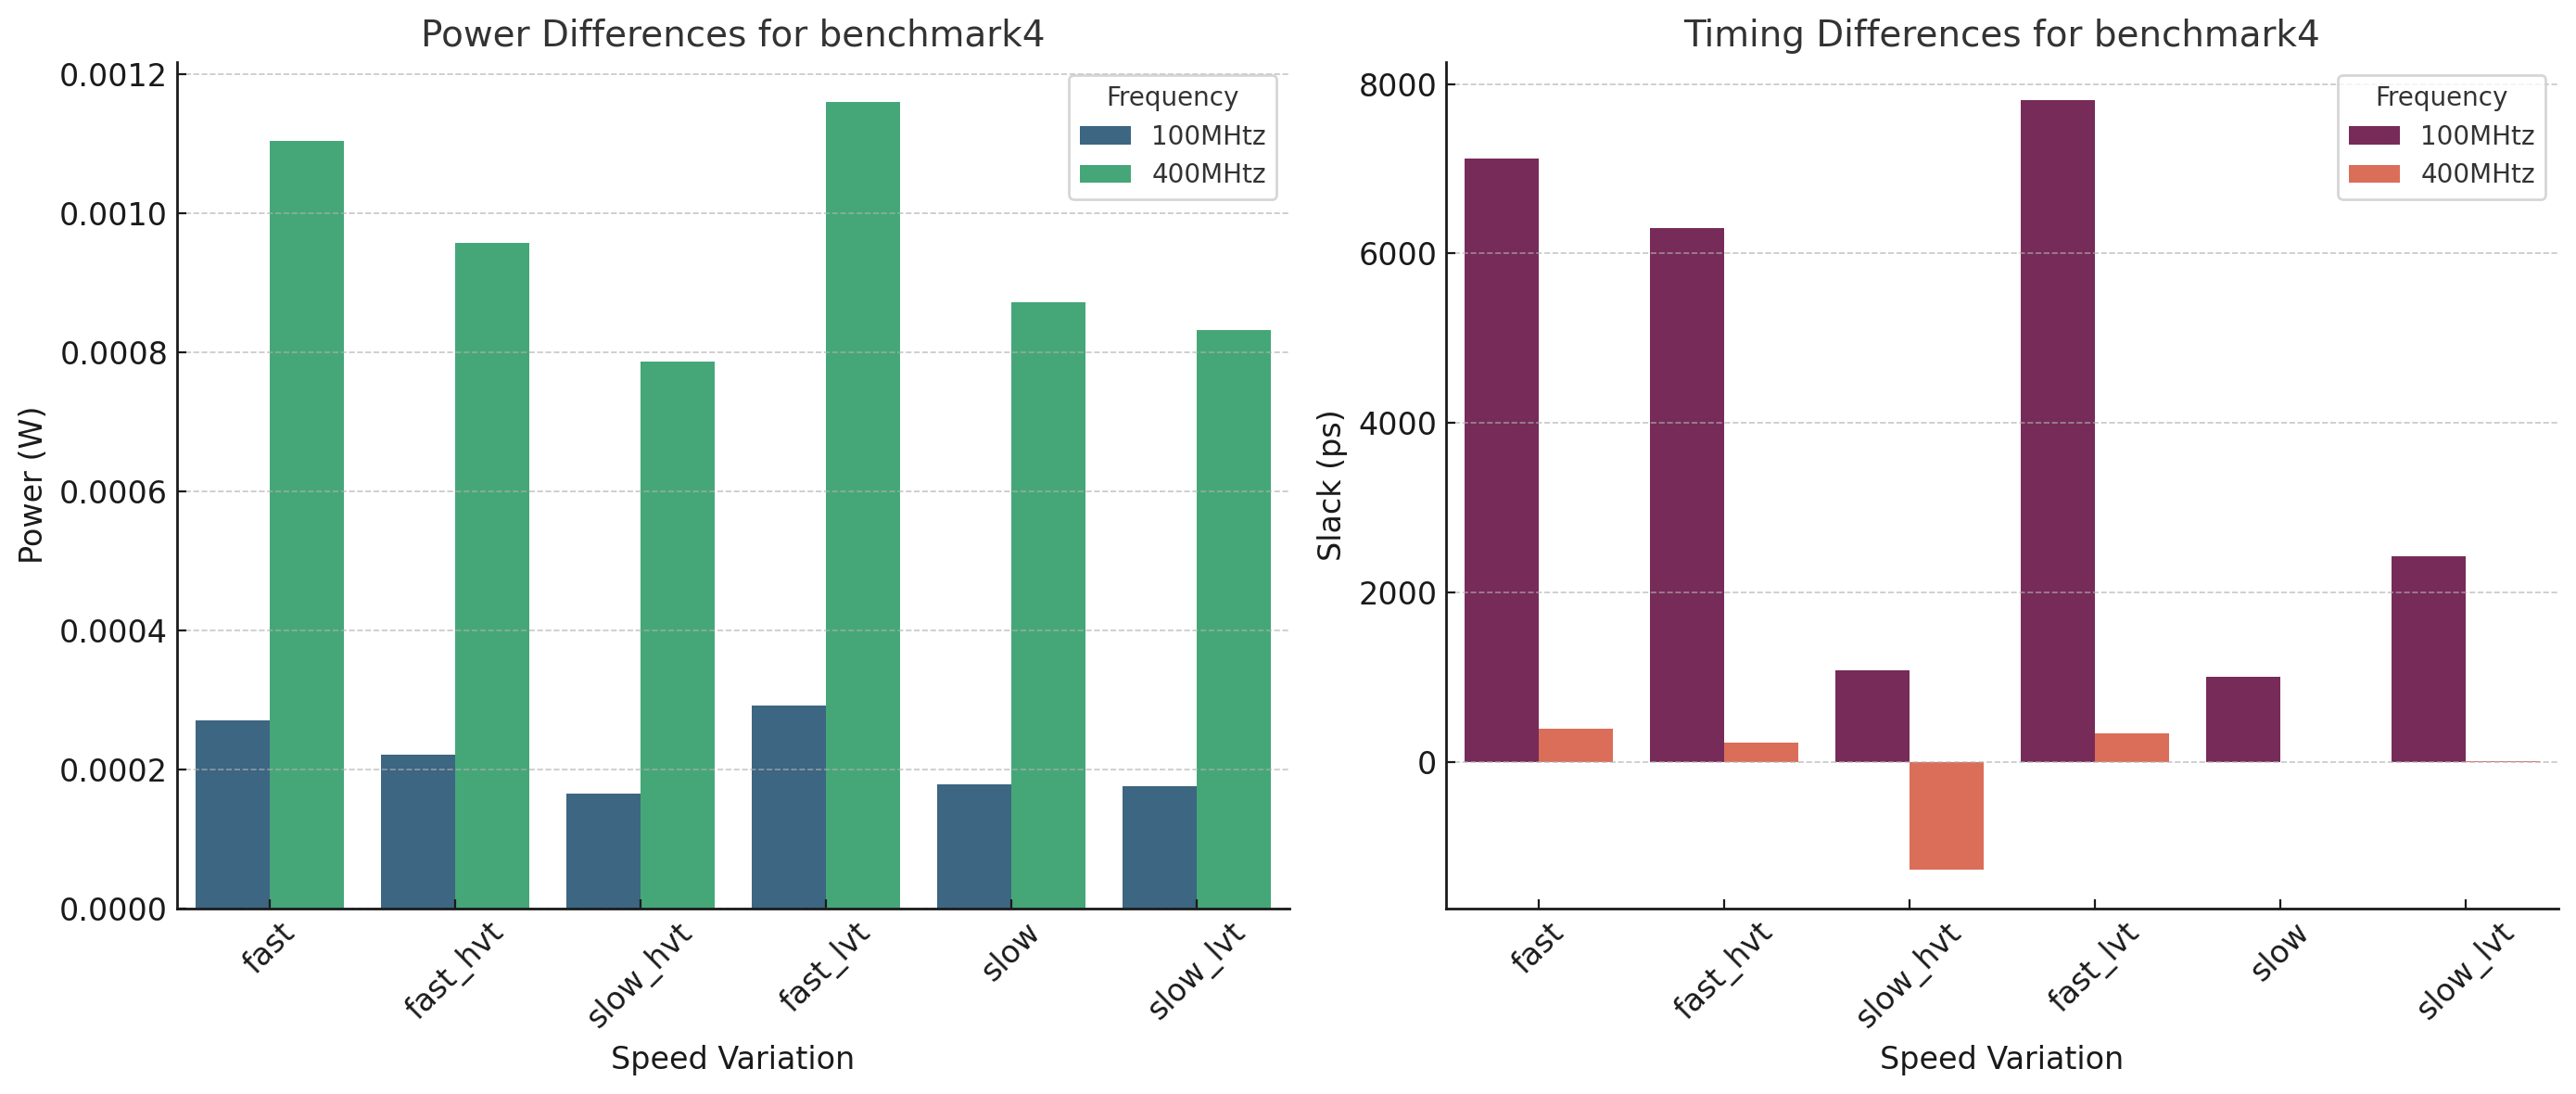 Power Differences for benchmark4
0.0012
0.0010
0.0008
0.0006
0.0004
0.0002
0.0000
Power (W)
Frequency
100MHtz
400MHtz
fast
fast_hvt
slow_hvt
fast_lvt
slow
slow_lvt
Speed Variation
Timing Differences for benchmark4
8000
6000
4000
2000
0
Slack (ps)
Frequency
100MHtz
400MHtz
fast
fast_hvt
slow_hvt
fast_lvt
slow
slow_lvt
Speed Variation